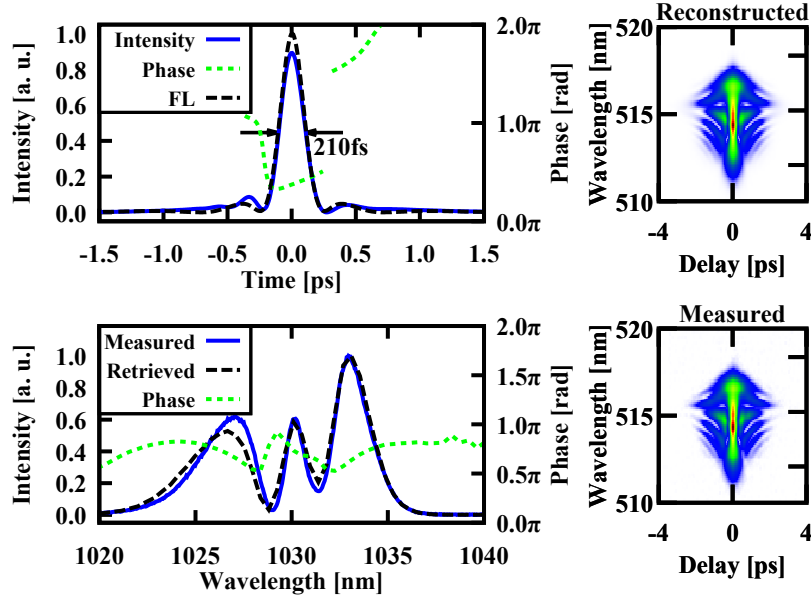 Intensity
Phase
FL
210fs
Intensity [a. u.]
1.0
0.8
0.6
0.4
0.2
0.0
-1.5
-1.0
-0.5
0.0
0.5
1.0
1.5
Time [ps]
2.0π
1.0π
0.0π
Phase [rad]
Reconstructed
Wavelength [nm]
520
515
510
-4
0
4
Delay [ps]
Measured
Retrieved
Phase
Intensity [a. u.]
1.0
0.8
0.6
0.4
0.2
0.0
1020
1025
1030
1035
1040
Wavelength [nm]
2.0π
1.5π
1.0π
0.5π
0.0π
Phase [rad]
Measured
Wavelength [nm]
520
515
510
-4
0
4
Delay [ps]